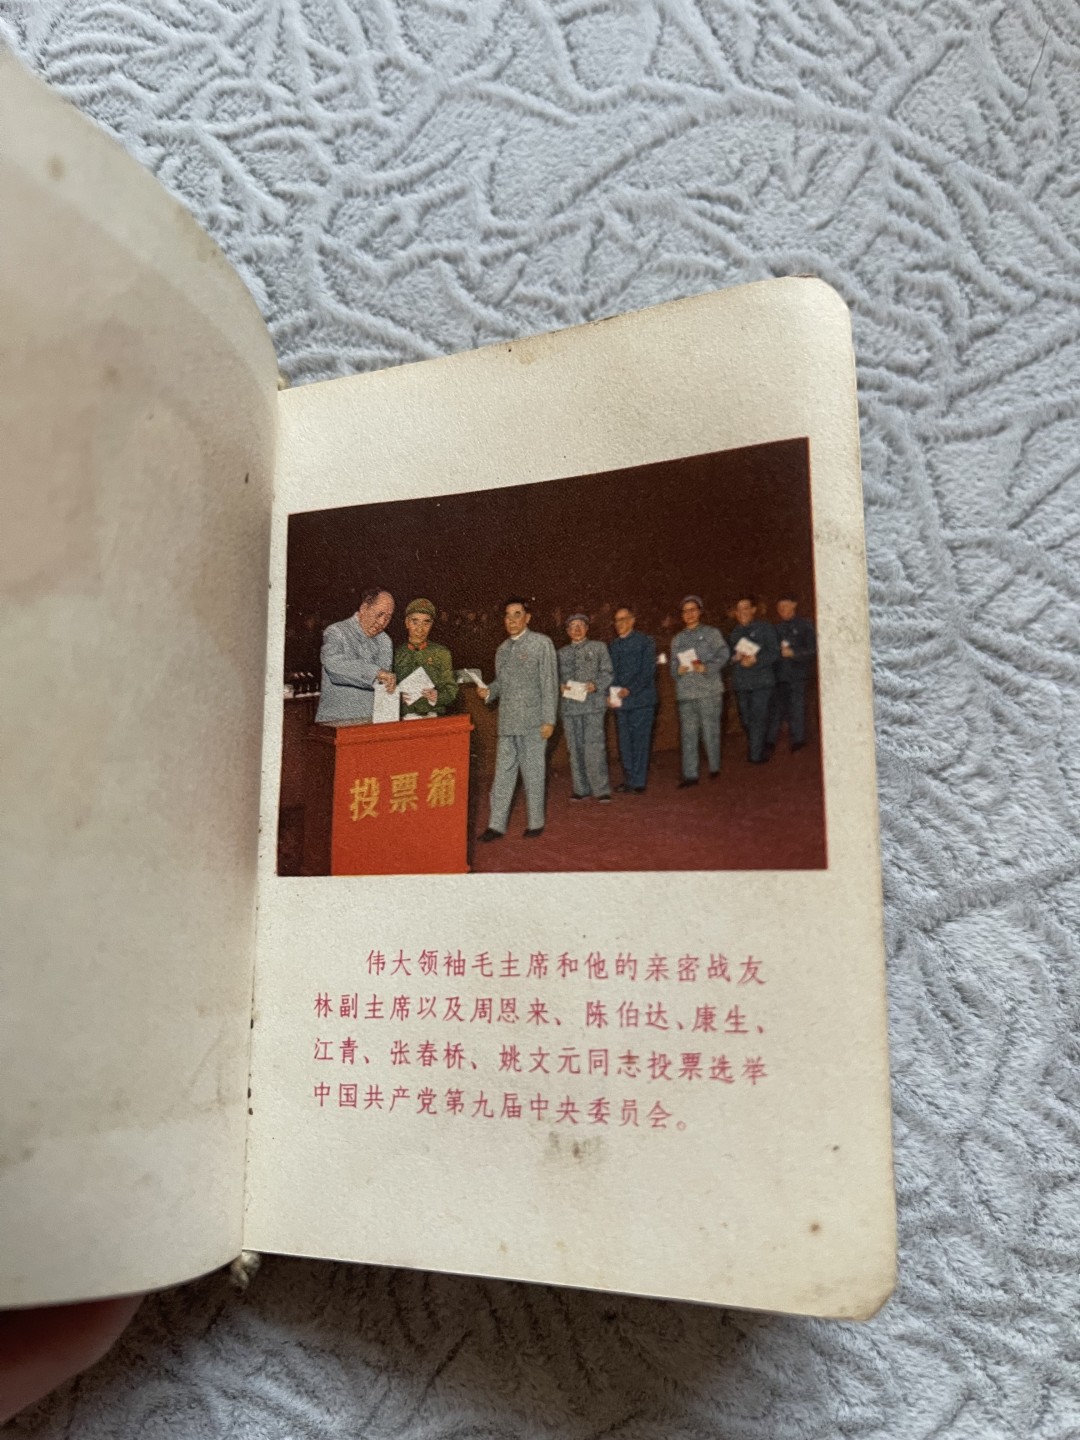 投票箱
伟大领袖毛主席和他的亲密战友
林副主席以及周恩来、陈伯达、康生、
江青、张春桥、姚文元同志投票选举
中国共产党第九届中央委员会。